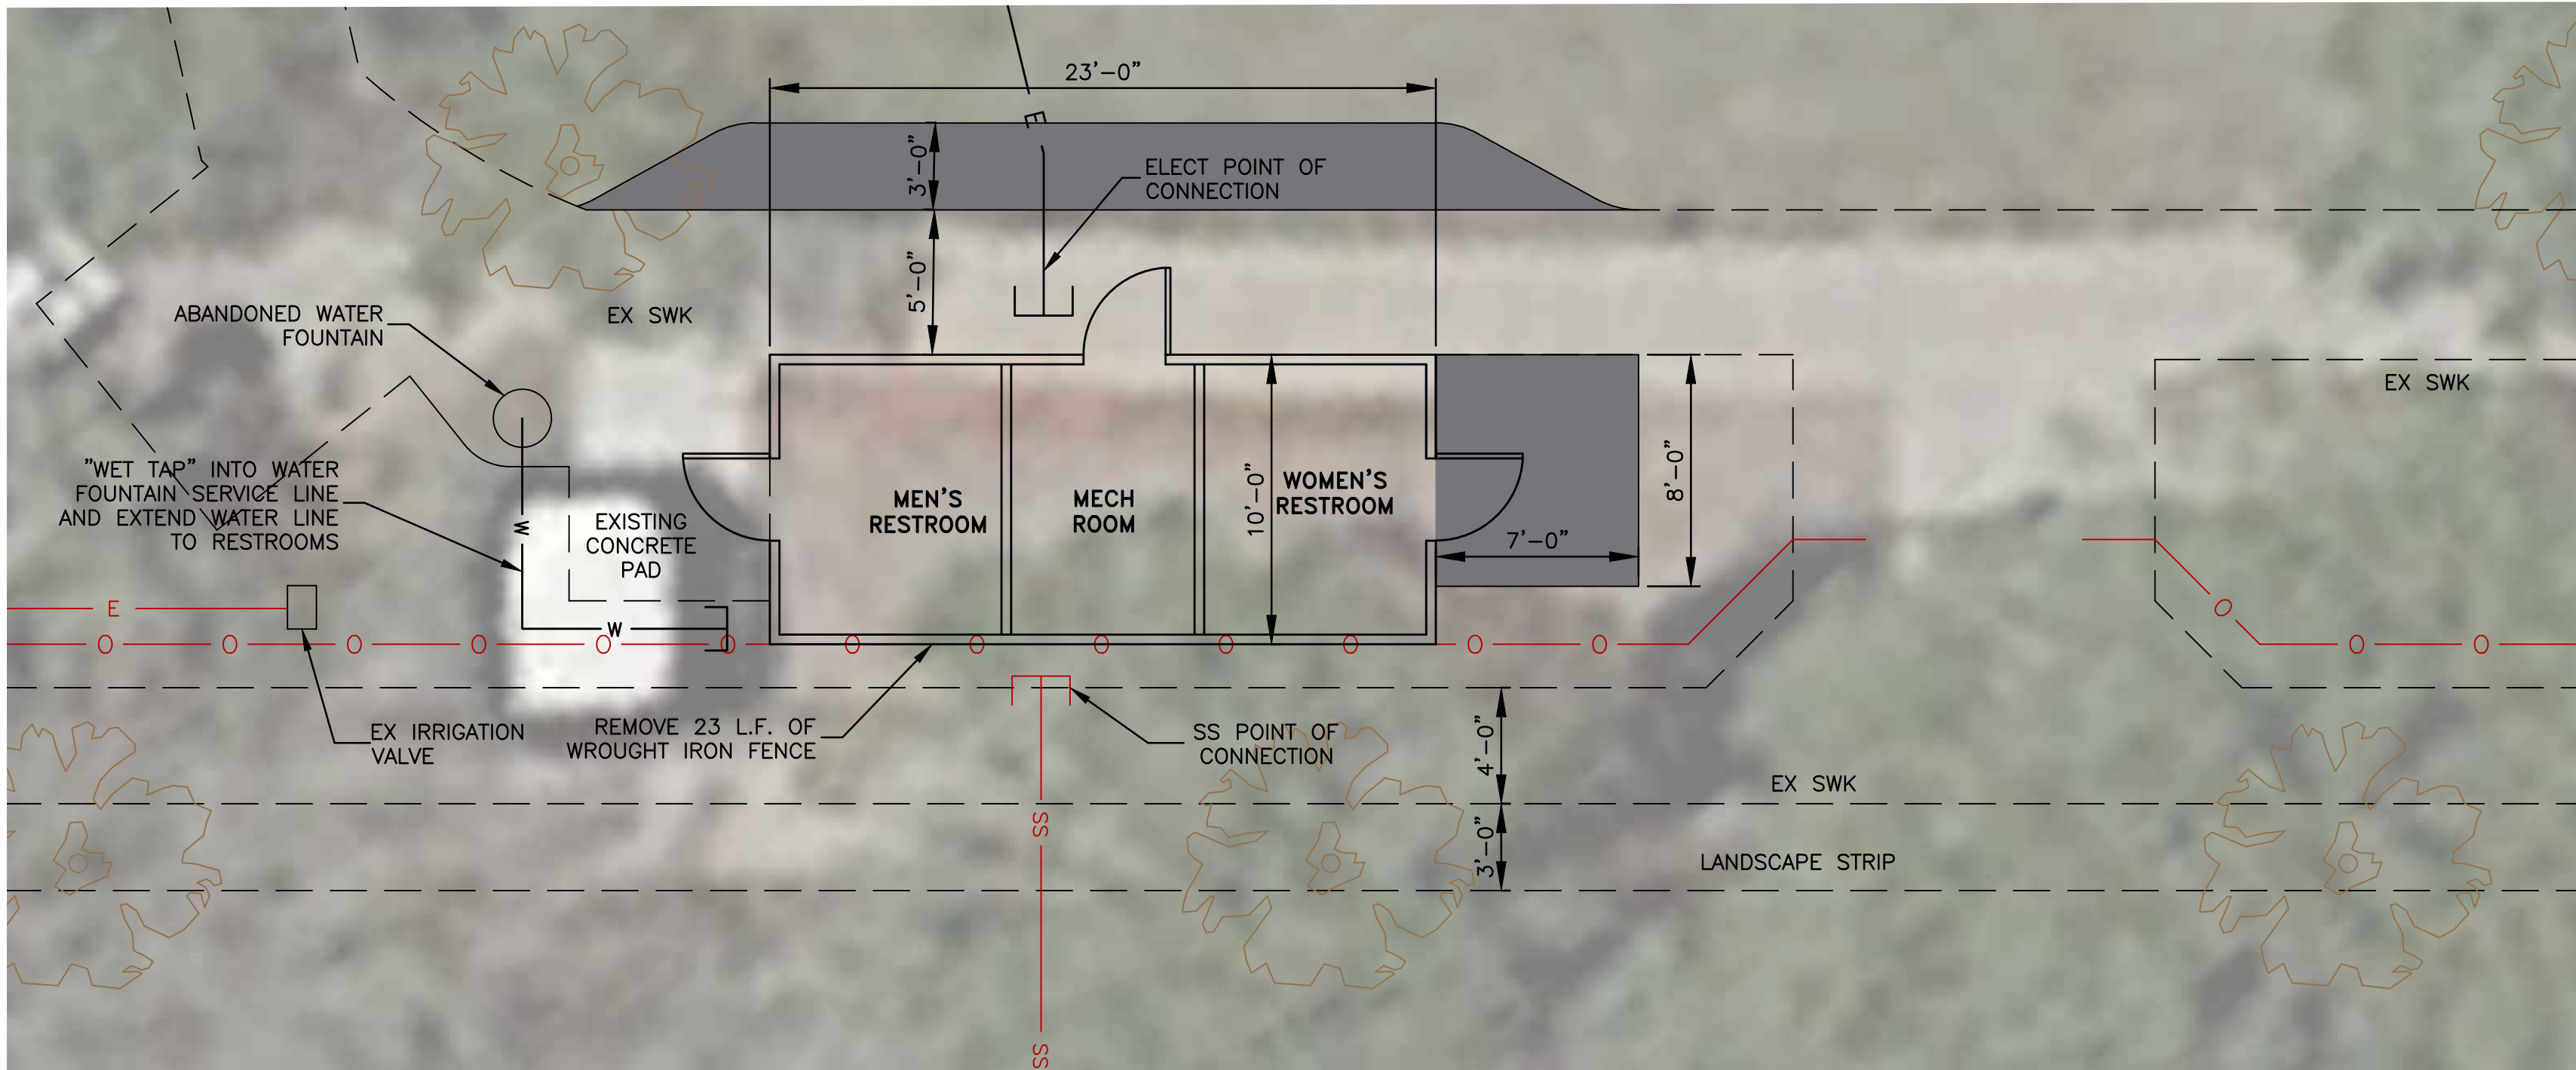 23'-0"
E
3'-0"
ELECT POINT OF
CONNECTION
5'-0"
ABANDONED WATER
FOUNTAIN
EX SWK
EX SWK
"WET TAP" INTO WATER
FOUNTAIN SERVICE LINE
AND EXTEND WATER LINE
TO RESTROOMS
W
EXISTING
CONCRETE
PAD
MEN'S
RESTROOM
MECH
ROOM
10'-0"
WOMEN'S
RESTROOM
7'-0"
8'-0"
E
W
O O O O O O O O O O O O O O O O
EX IRRIGATION
VALVE
REMOVE 23 L.F. OF
WROUGHT IRON FENCE
SS POINT OF
CONNECTION
4'-0"
EX SWK
SS
3'-0"
LANDSCAPE STRIP
SS